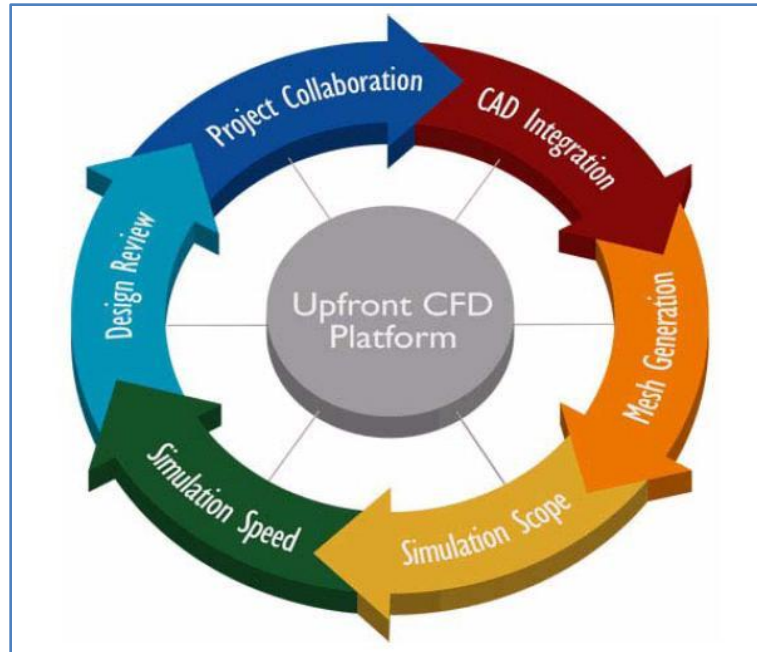 Project Collaboration
CAD Integration
Mesh Generation
Simulation Scope
Simulation Speed
Design Review
Upfront CFD
Platform